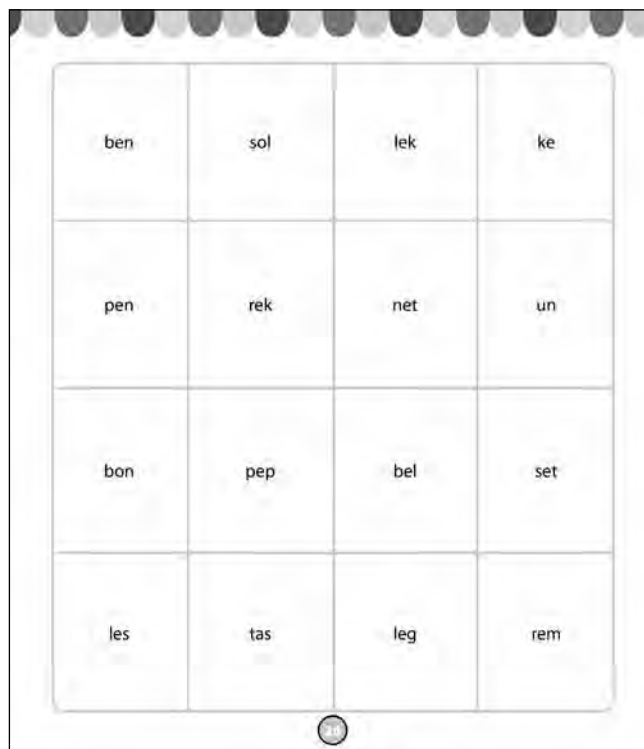 ben sol lek ke
pen rek net un
bon pep bel set
les tas leg rem